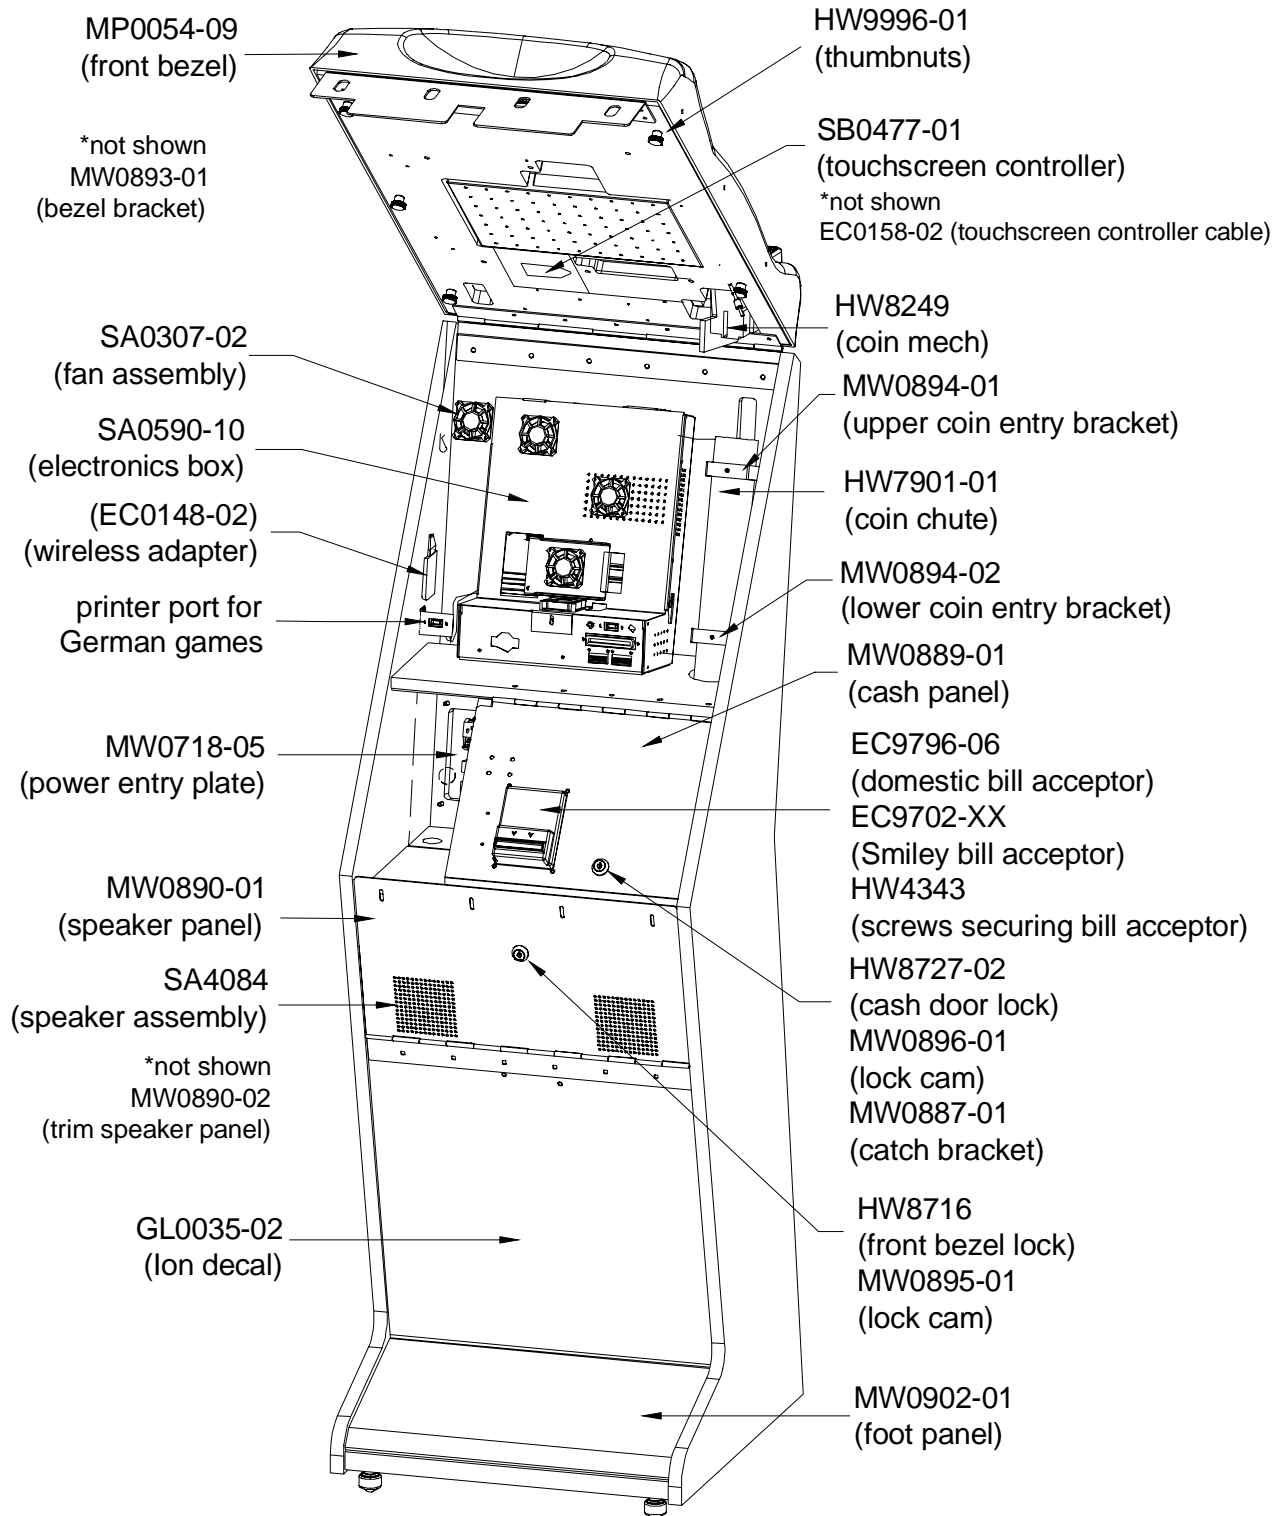 MP0054-09
(front bezel)
*not shown
MW0893-01
(bezel bracket)
SA0307-02
(fan assembly)
SA0590-10
(electronics box)
(EC0148-02)
(wireless adapter)
printer port for
German games
MW0718-05
(power entry plate)
MW0890-01
(speaker panel)
SA4084
(speaker assembly)
*not shown
MW0890-02
(trim speaker panel)
GL0035-02
(Ion decal)
HW9996-01
(thumbnuts)
SB0477-01
(touchscreen controller)
*not shown
EC0158-02 (touchscreen controller cable)
HW8249
(coin mech)
MW0894-01
(upper coin entry bracket)
HW7901-01
(coin chute)
MW0894-02
(lower coin entry bracket)
MW0889-01
(cash panel)
EC9796-06
(domestic bill acceptor)
EC9702-XX
(Smiley bill acceptor)
HW4343
(screws securing bill acceptor)
HW8727-02
(cash door lock)
MW0896-01
(lock cam)
MW0887-01
(catch bracket)
HW8716
(front bezel lock)
MW0895-01
(lock cam)
MW0902-01
(foot panel)